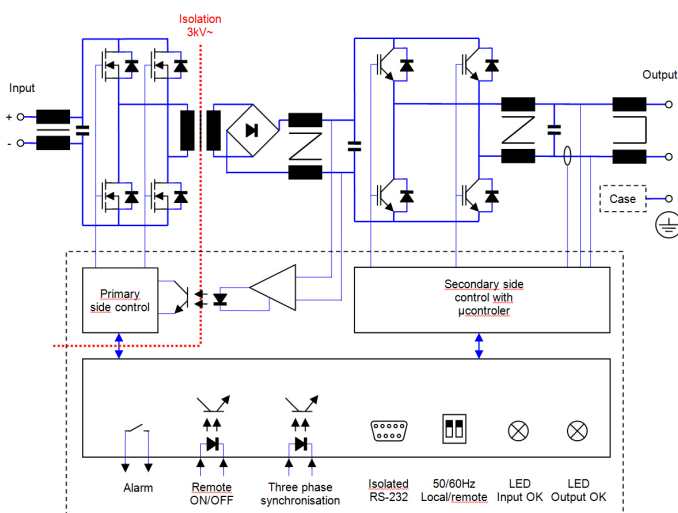 Isolation
3kV~
Input
Output
+
-
Case
Primary
side control
Secondary side
control with
µcontroler
Alarm
Remote
ON/OFF
Three phase
synchronisation
Isolated
RS-232
50/60Hz
Local/remote
LED
Input OK
LED
Output OK